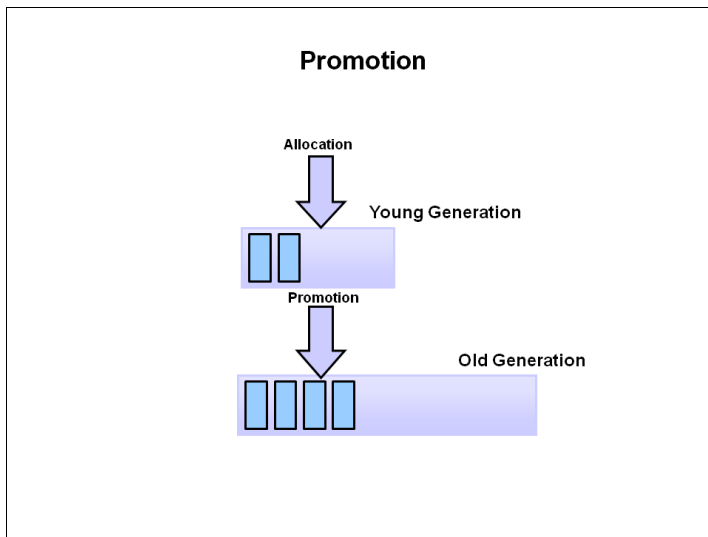 Promotion
Allocation
Young Generation
Promotion
Old Generation